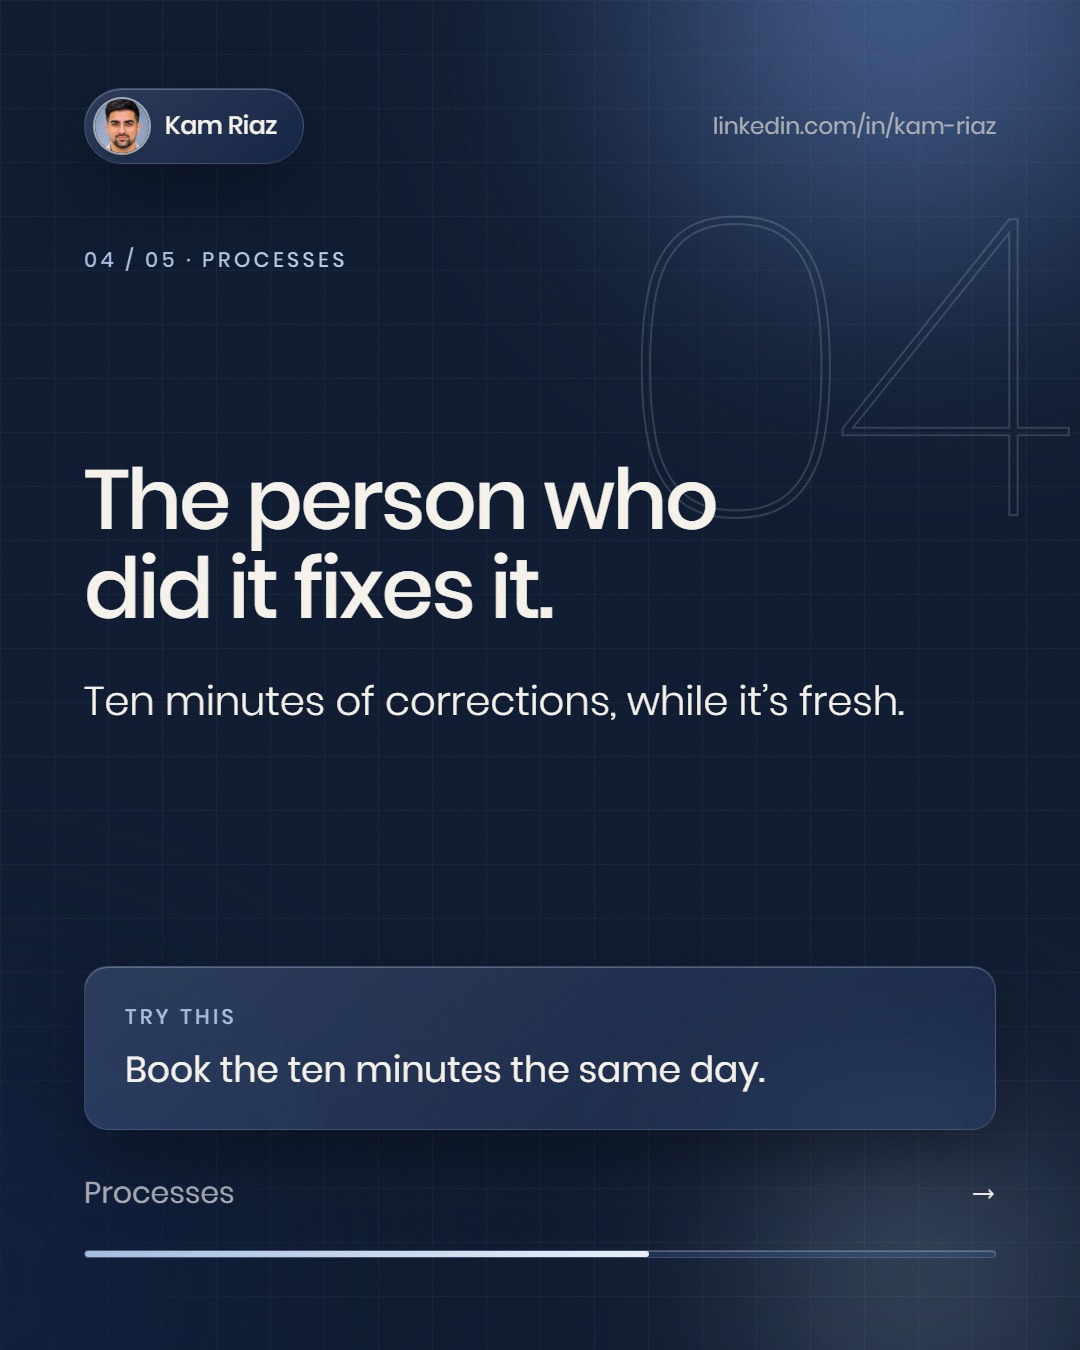 Kam Riaz
linkedin.com/in/kam-riaz
04 / 05 · PROCESSES
04
The person who
did it fixes it.
Ten minutes of corrections, while it’s fresh.
TRY THIS
Book the ten minutes the same day.
Processes
→